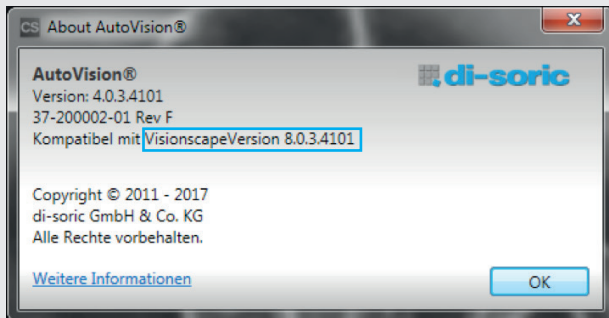 CS About AutoVision®
x
AutoVision®
di-soric
Version: 4.0.3.4101
37-200002-01 Rev F
Kompatibel mit VisionscapeVersion 8.0.3.4101
Copyright © 2011 - 2017
di-soric GmbH & Co. KG
Alle Rechte vorbehalten.
Weitere Informationen
OK